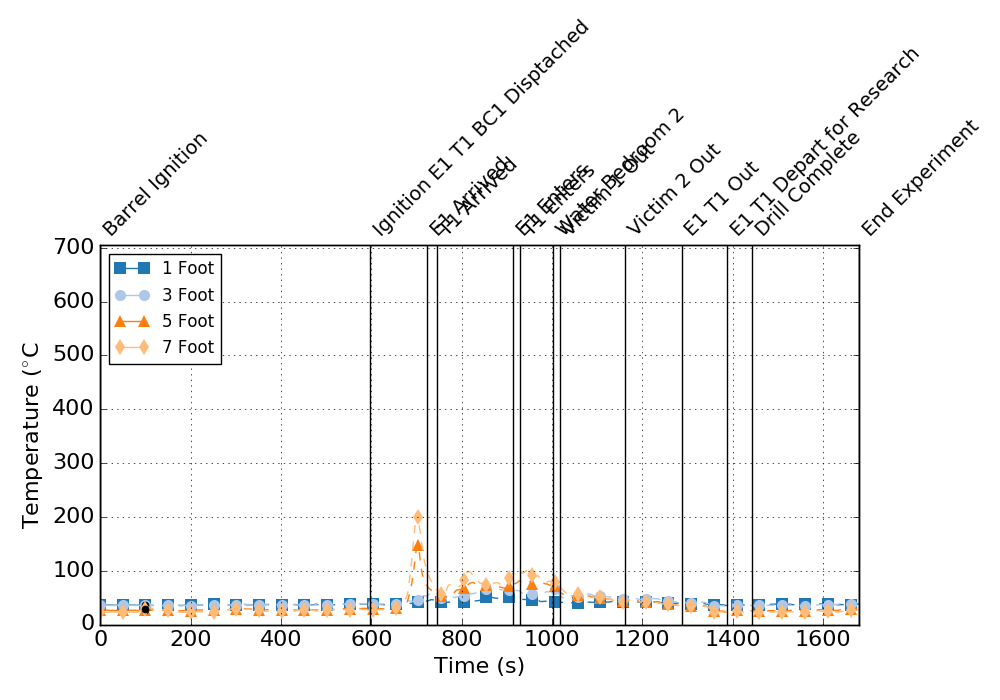 Barrel Ignition
Ignition E1 T1 BC1 Disptached
E1 Arrived
T1 Arrived
E1 Enters
T1 Enters
Water Bedroom 2
Victim 1 Out
Victim 2 Out
E1 T1 Out
E1 T1 Depart for Research
Drill Complete
End Experiment
700
600
500
400
300
200
100
0
Temperature (°C
1 Foot
3 Foot
5 Foot
7 Foot
0 200 400 600 800 1000 1200 1400 1600
Time (s)